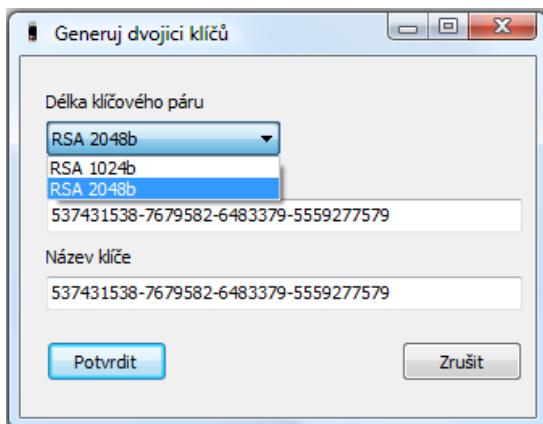 Generuj dvojici klíčů
Délka klíčového páru
RSA 2048b
RSA 1024b
RSA 2048b
537431538-7679582-6483379-5559277579
Název klíče
537431538-7679582-6483379-5559277579
Potvrdit
Zrušit